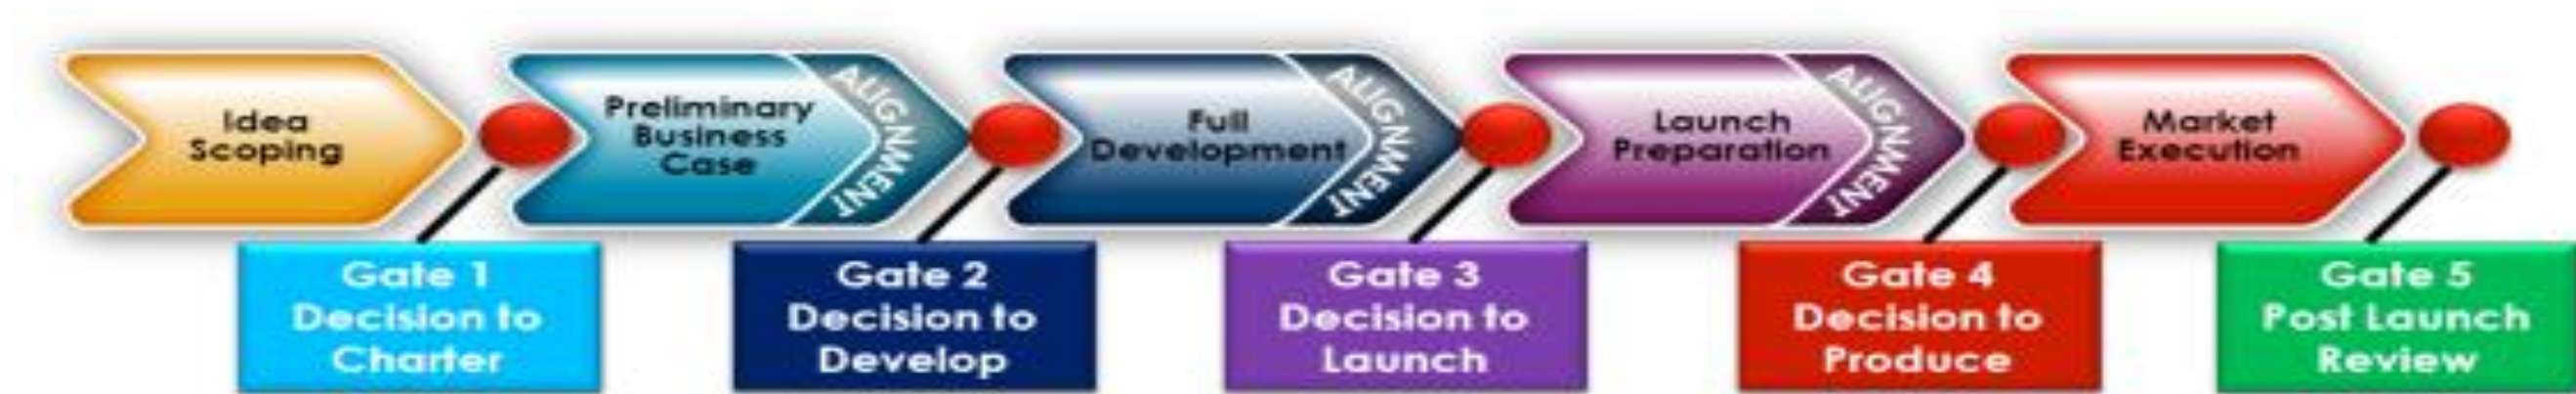 Idea
Scoping
Preliminary
Business
Case
ALIGNMENT
Full
Development
ALIGNMENT
Launch
Preparation
ALIGNMENT
Market
Execution
Gate 1
Decision to
Charter
Gate 2
Decision to
Develop
Gate 3
Decision to
Launch
Gate 4
Decision to
Produce
Gate 5
Post Launch
Review